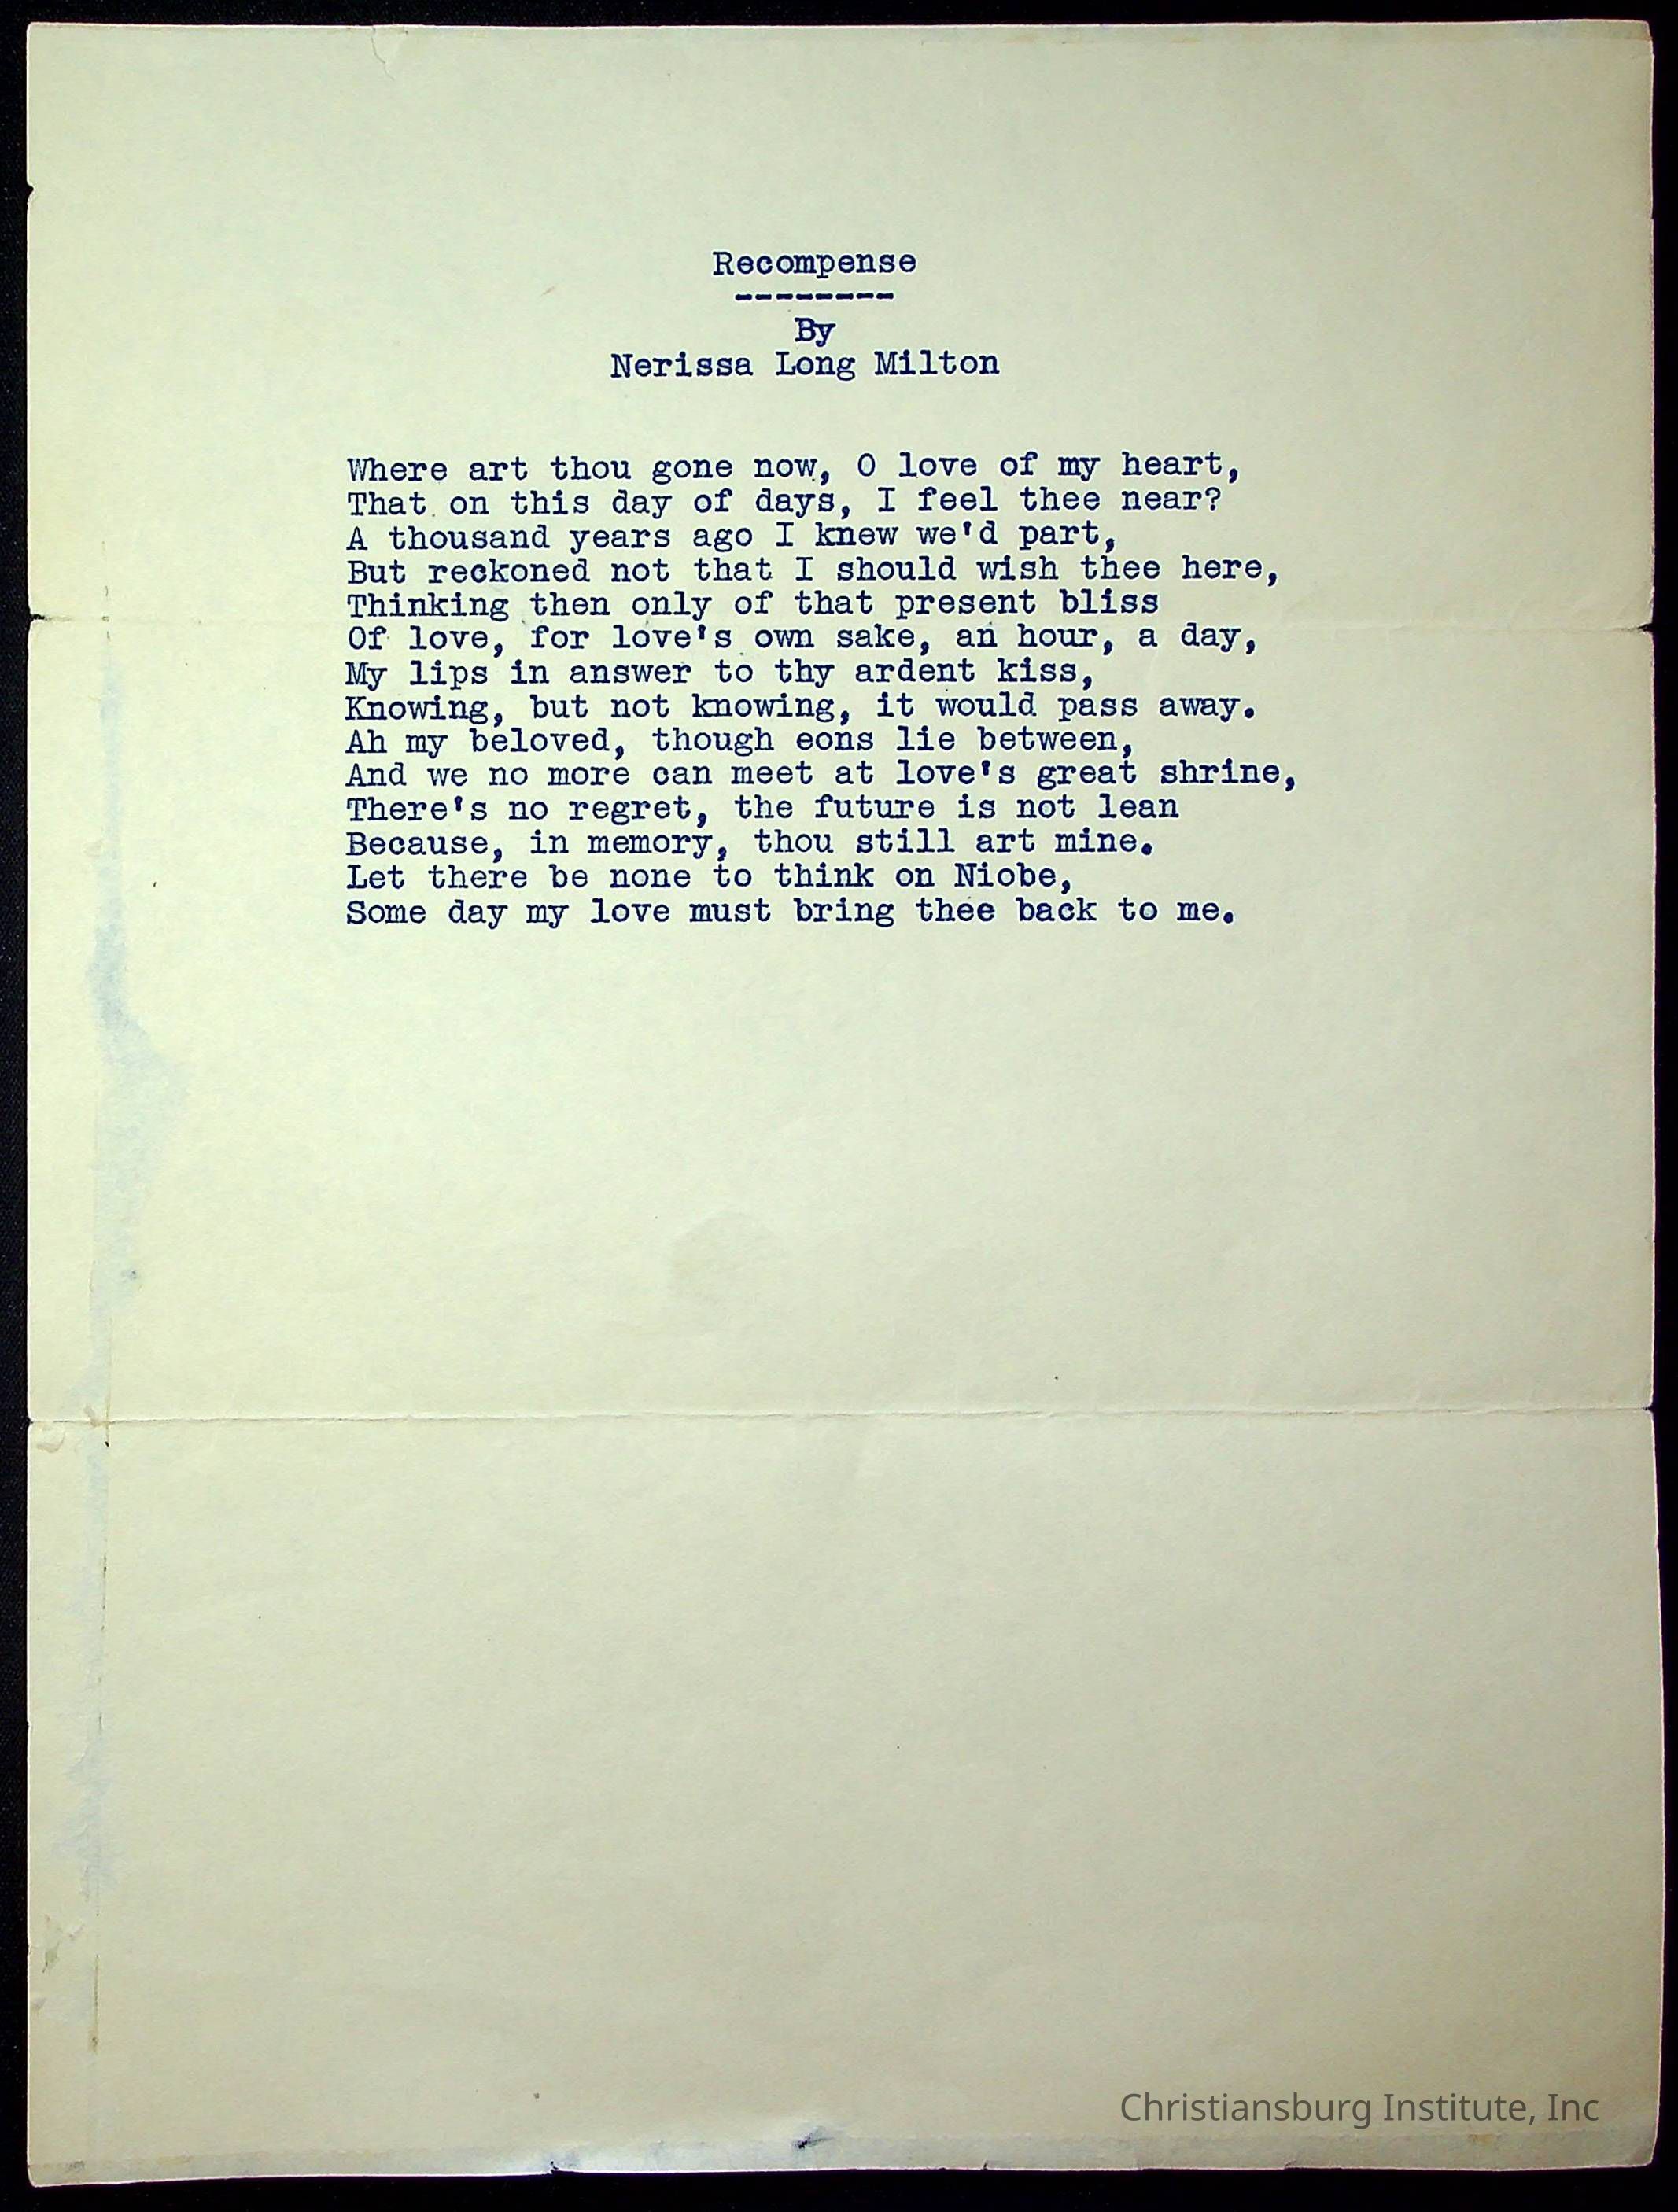 Recompense
--------
By
Nerissa Long Milton
Where art thou gone now, O love of my heart,
That on this day of days, I feel thee near?
A thousand years ago I knew we'd part,
But reckoned not that I should wish thee here,
Thinking then only of that present bliss
Of love, for love's own sake, an hour, a day,
My lips in answer to thy ardent kiss,
Knowing, but not knowing, it would pass away.
Ah my beloved, though eons lie between,
And we no more can meet at love's great shrine,
There's no regret, the future is not lean
Because, in memory, thou still art mine.
Let there be none to think on Niobe,
Some day my love must bring thee back to me.
Christiansburg Institute, Inc